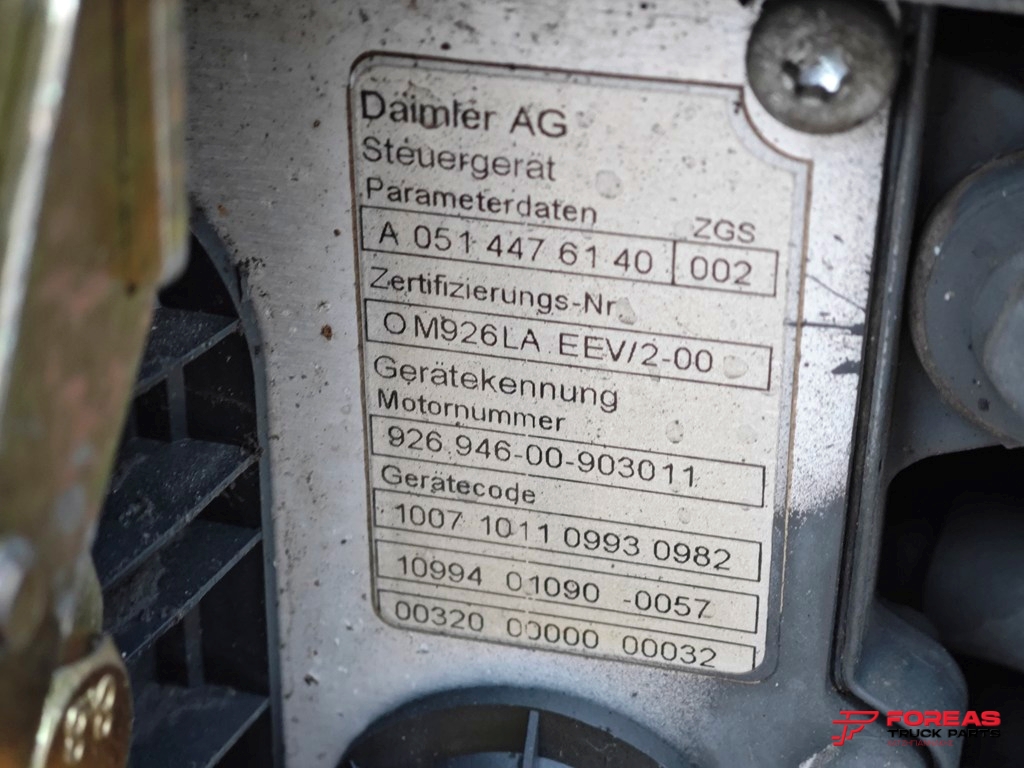 Daimler AG
Steuergerät
Parameterdaten
ZGS
A 051 447 61 40 002
Zertifizierungs-Nr
OM926LA EEV/2-00
Gerätekennung
Motornummer
926.946-00-903011
Gerätecode
1007 1011 0993 0982
10994 01090 -0057
00320 00000 00032
FOREAS
TRUCK PARTS